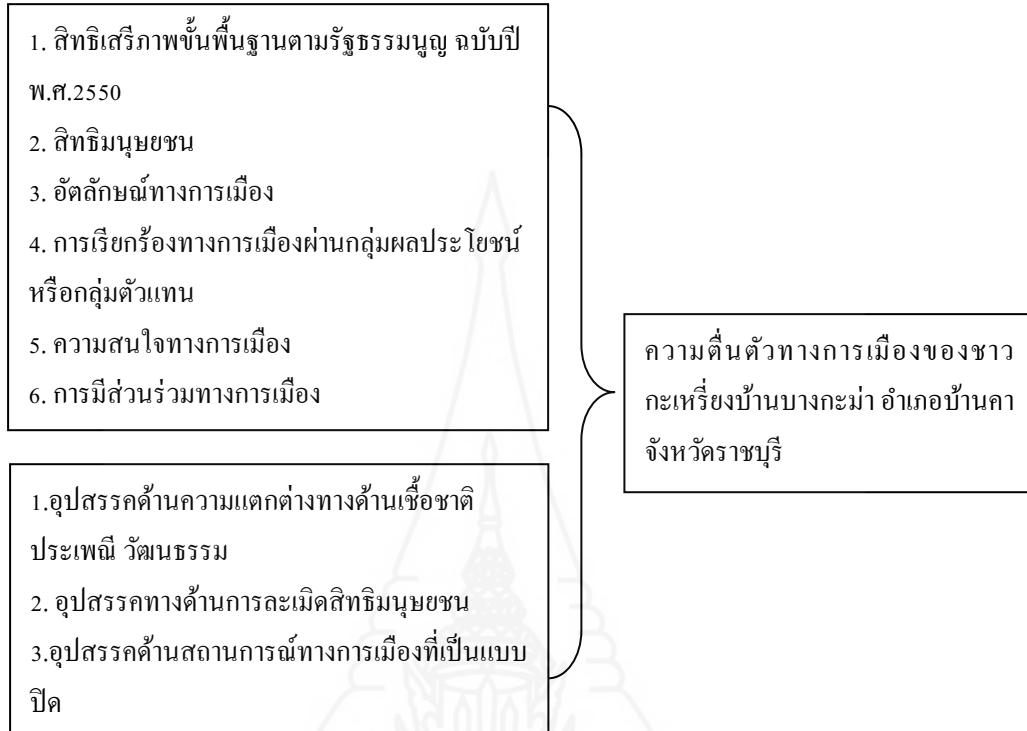 1. สิทธิเสรีภาพขั้นพื้นฐานตามรัฐธรรมนูญ ฉบับปี
พ.ศ.2550
2. สิทธิมนุษยชน
3. อัตลักษณ์ทางการเมือง
4. การเรียกร้องทางการเมืองผ่านกลุ่มผลประโยชน์
หรือกลุ่มตัวแทน
5. ความสนใจทางการเมือง
6. การมีส่วนร่วมทางการเมือง
1.อุปสรรคด้านความแตกต่างทางด้านเชื้อชาติ
ประเพณี วัฒนธรรม
2. อุปสรรคทางด้านการละเมิดสิทธิมนุษยชน
3.อุปสรรคด้านสถานการณ์ทางการเมืองที่เป็นแบบ
ปิด
ความตื่นตัวทางการเมืองของชาว
กะเหรี่ยงบ้านบางกะม่า อำเภอบ้านคา
จังหวัดราชบุรี